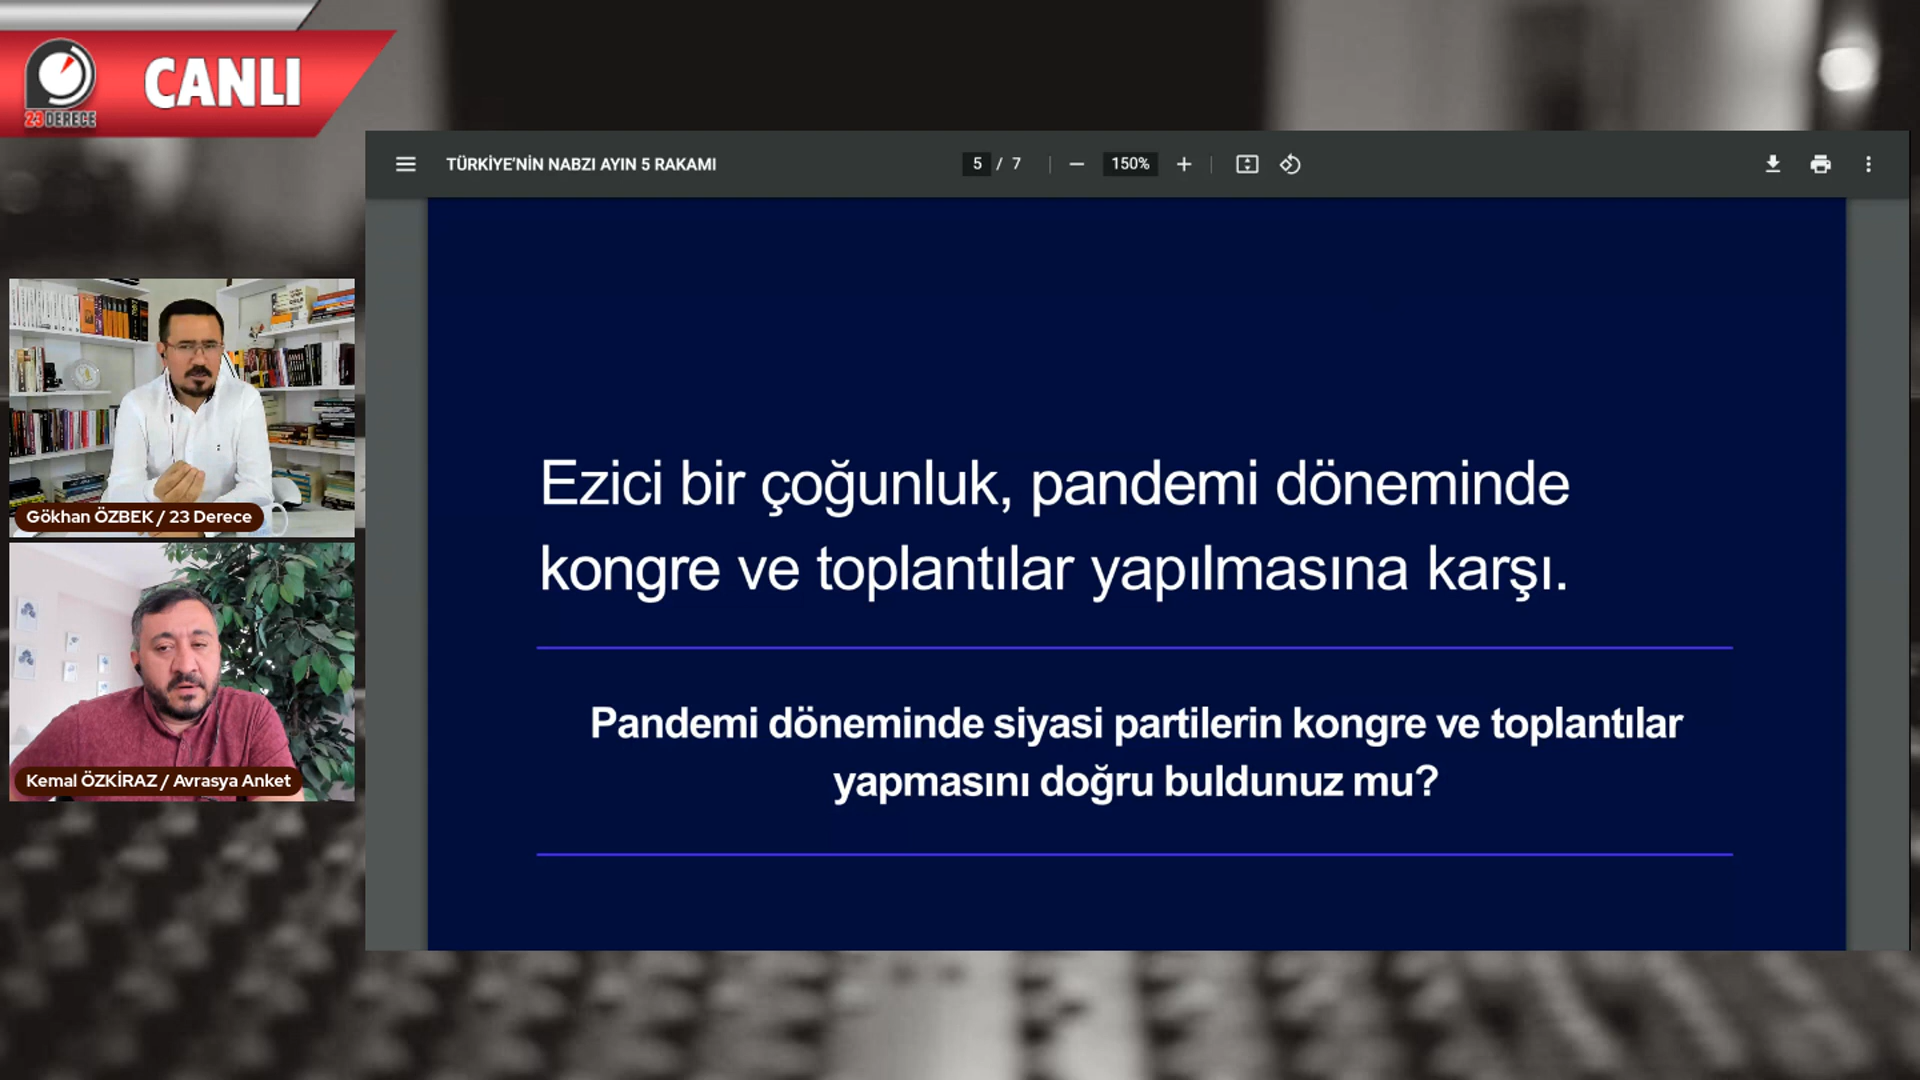 CANLI
23 DERECE
TÜRKİYE'NİN NABZI AYIN 5 RAKAMI
5 / 7
150%
Gökhan ÖZBEK / 23 Derece
Kemal ÖZKİRAZ / Avrasya Anket
Ezici bir çoğunluk, pandemi döneminde
kongre ve toplantılar yapılmasına karşı.
Pandemi döneminde siyasi partilerin kongre ve toplantılar
yapmasını doğru buldunuz mu?